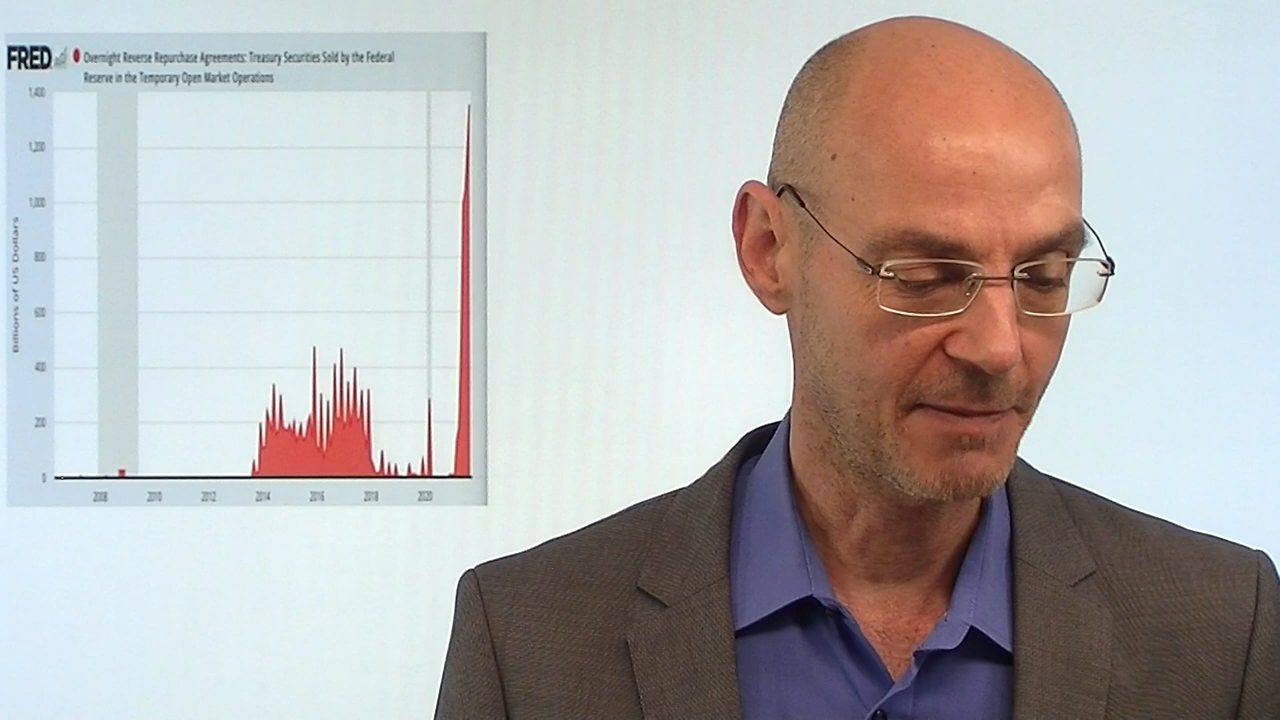 FRED
Overnight Reverse Repurchase Agreements: Treasury Securities Sold by the Federal
Reserve in the Temporary Open Market Operations
Billions of US Dollars
1,400
1,200
1,000
800
600
400
200
0
2008 2010 2012 2014 2016 2018 2020